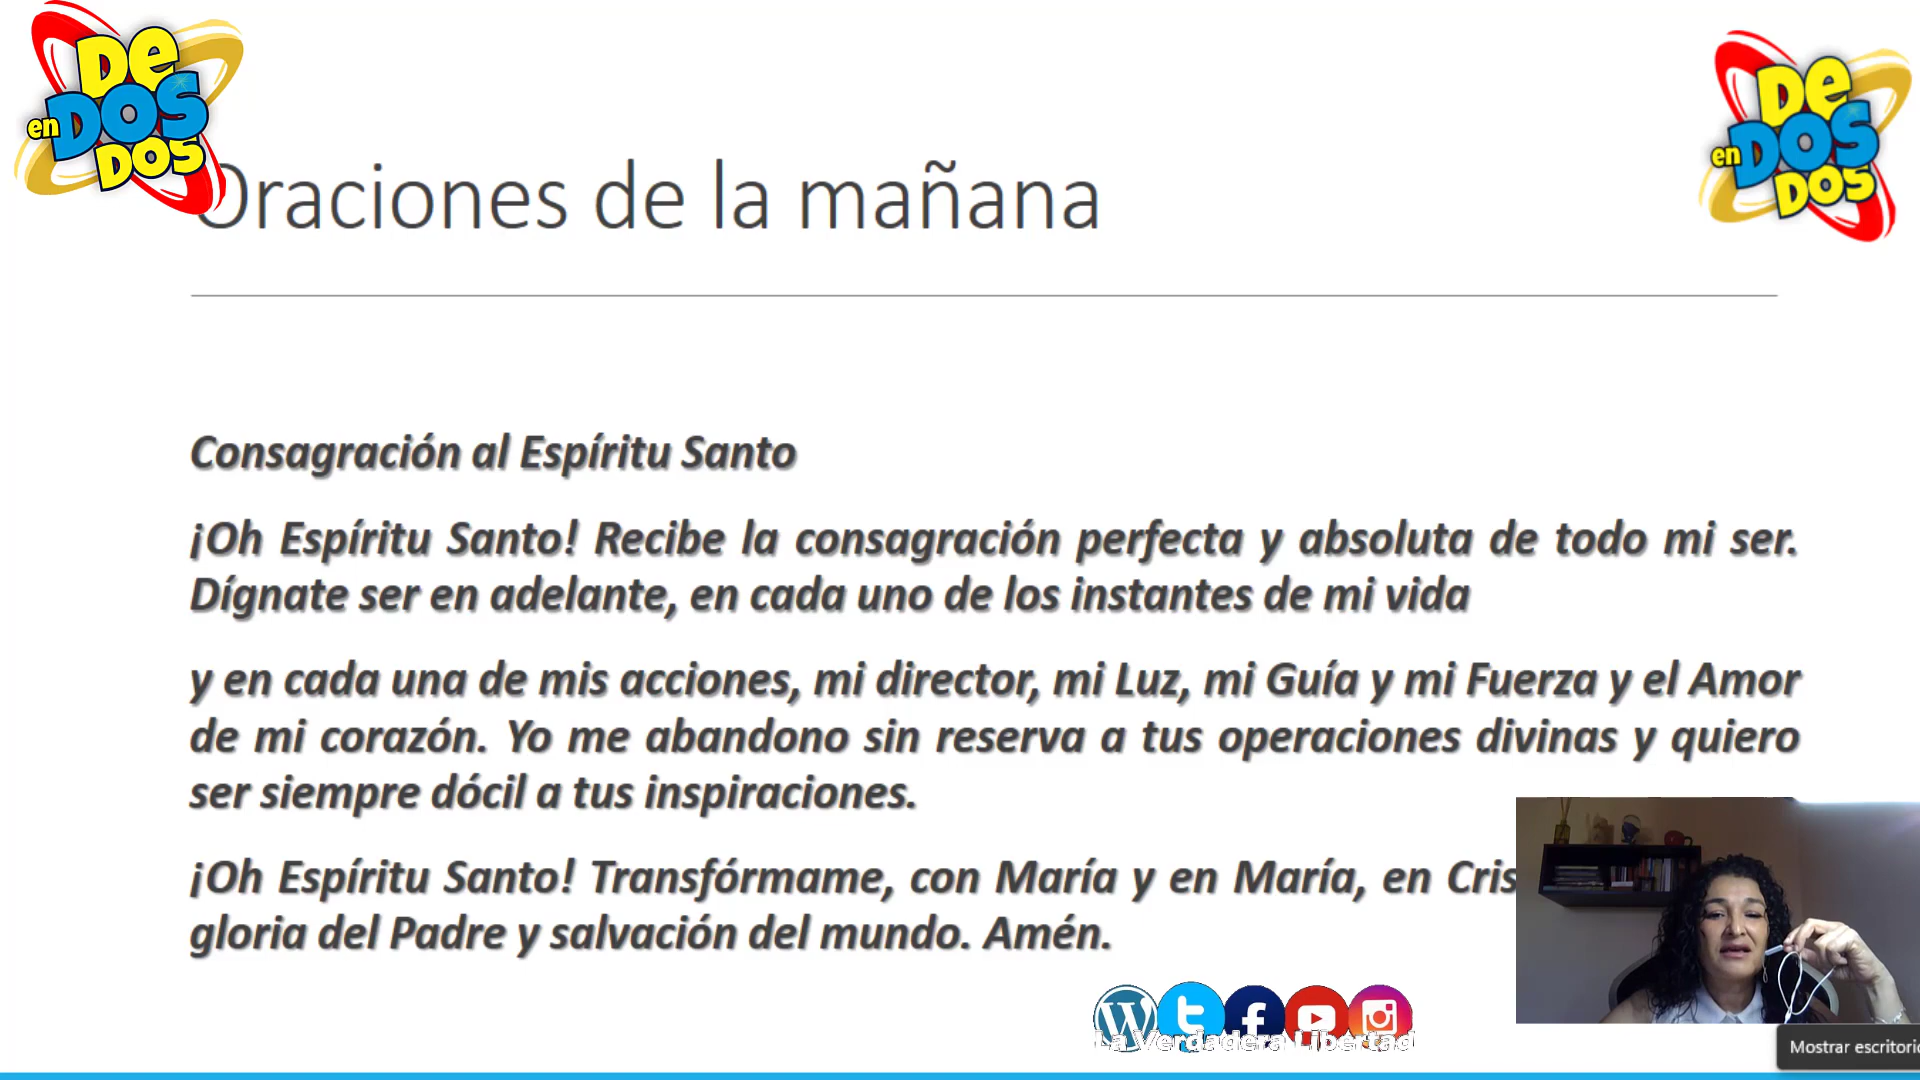 De
en DOS
DOS
De
en DOS
DOS
Oraciones de la mañana
Consagración al Espíritu Santo
¡Oh Espíritu Santo! Recibe la consagración perfecta y absoluta de todo mi ser.
Dígnate ser en adelante, en cada uno de los instantes de mi vida
y en cada una de mis acciones, mi director, mi Luz, mi Guía y mi Fuerza y el Amor
de mi corazón. Yo me abandono sin reserva a tus operaciones divinas y quiero
ser siempre dócil a tus inspiraciones.
¡Oh Espíritu Santo! Transfórmame, con María y en María, en Cris
gloria del Padre y salvación del mundo. Amén.
La Verdadera Libertad
Mostrar escritorio